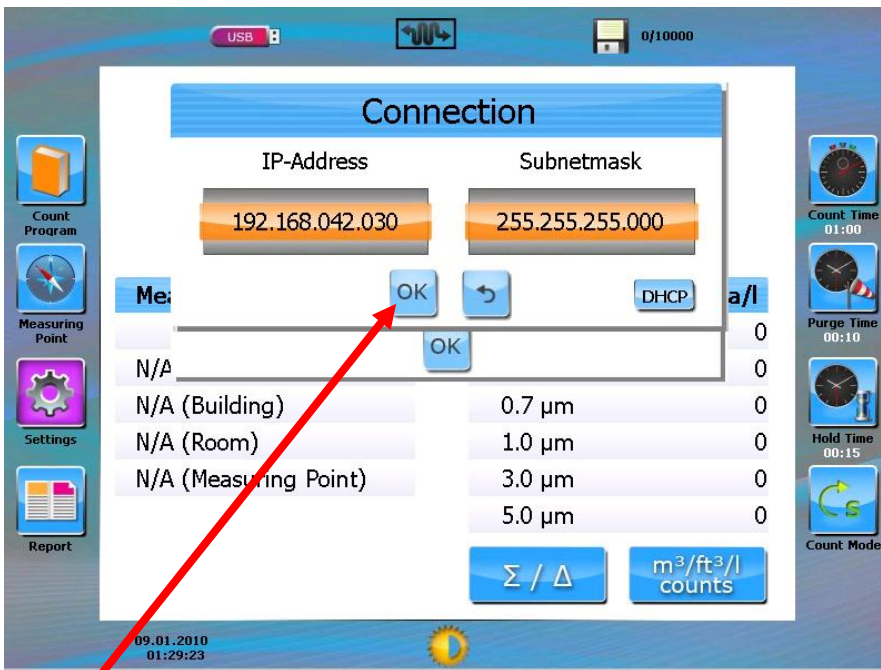 USB
0/10000
Connection
IP-Address Subnetmask
192.168.042.030 255.255.255.000
OK DHCP
OK
Count
Program
Measuring
Point
Settings
Report
a/l
0
N/A 0
N/A (Building) 0.7 µm 0
N/A (Room) 1.0 µm 0
N/A (Measuring Point) 3.0 µm 0
5.0 µm 0
Σ / Δ
m³/ft³/l
counts
Count Time
01:00
Purge Time
00:10
Hold Time
00:15
S
Count Mode
09.01.2010
01:29:23